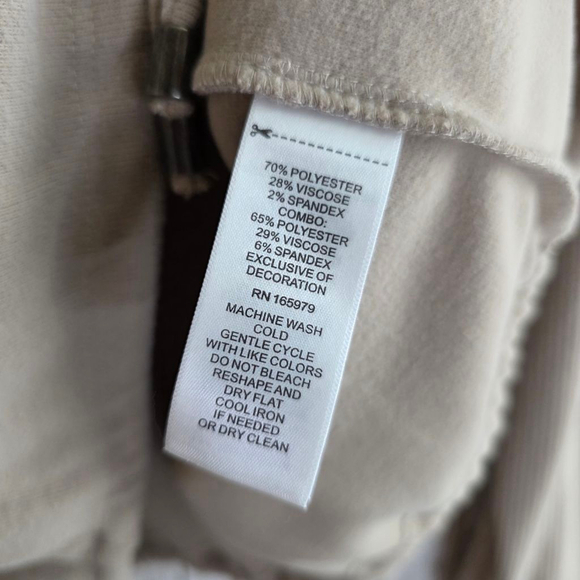 70% POLYESTER
28% VISCOSE
2% SPANDEX
COMBO:
65% POLYESTER
29% VISCOSE
6% SPANDEX
EXCLUSIVE OF
DECORATION
RN 165979
MACHINE WASH
COLD
GENTLE CYCLE
WITH LIKE COLORS
DO NOT BLEACH
RESHAPE AND
DRY FLAT
COOL IRON
IF NEEDED
OR DRY CLEAN